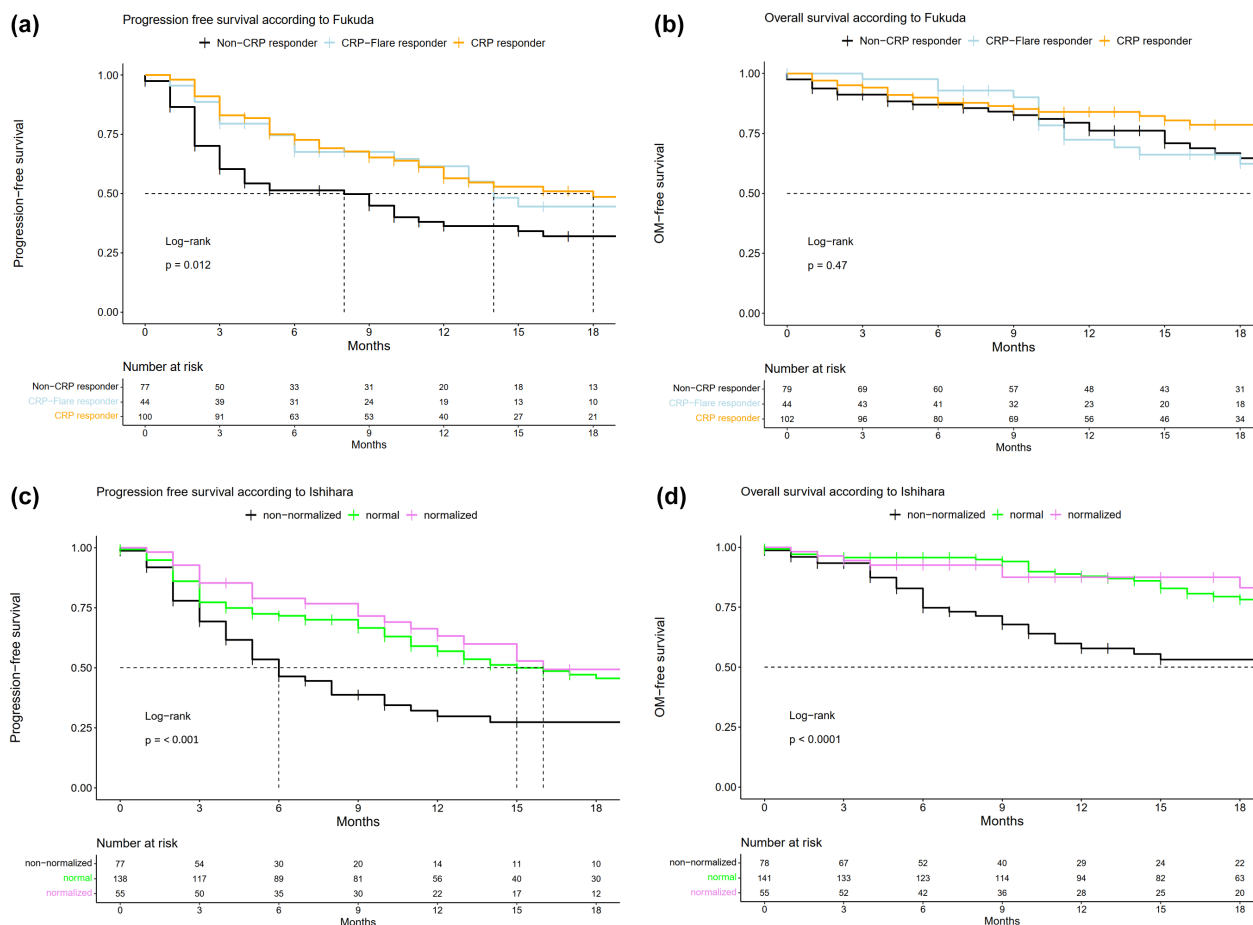 (a)
Progression free survival according to Fukuda
Non−CRP responder CRP−Flare responder CRP responder
Progression−free survival
1.00
0.75
0.50
0.25
0.00
Log−rank
p = 0.012
0 3 6 9 12 15 18
Months
Number at risk
Non−CRP responder 77 50 33 31 20 18 13
CRP−Flare responder 44 39 31 24 19 13 10
CRP responder 100 91 63 53 40 27 21
0 3 6 9 12 15 18
Months
(b)
Overall survival according to Fukuda
Non−CRP responder CRP−Flare responder CRP responder
OM−free survival
1.00
0.75
0.50
0.25
0.00
Log−rank
p = 0.47
0 3 6 9 12 15 18
Months
Number at risk
Non−CRP responder 79 69 60 57 48 43 31
CRP−Flare responder 44 43 41 32 23 20 18
CRP responder 102 96 80 69 56 46 34
0 3 6 9 12 15 18
Months
(c)
Progression free survival according to Ishihara
non−normalized normal normalized
Progression−free survival
1.00
0.75
0.50
0.25
0.00
Log−rank
p = < 0.001
0 3 6 9 12 15 18
Months
Number at risk
non−normalized 77 54 30 20 14 11 10
normal 138 117 89 81 56 40 30
normalized 55 50 35 30 22 17 12
0 3 6 9 12 15 18
Months
(d)
Overall survival according to Ishihara
non−normalized normal normalized
OM−free survival
1.00
0.75
0.50
0.25
0.00
Log−rank
p < 0.0001
0 3 6 9 12 15 18
Months
Number at risk
non−normalized 78 67 52 40 29 24 22
normal 141 133 123 114 94 82 63
normalized 55 52 42 36 28 25 20
0 3 6 9 12 15 18
Months